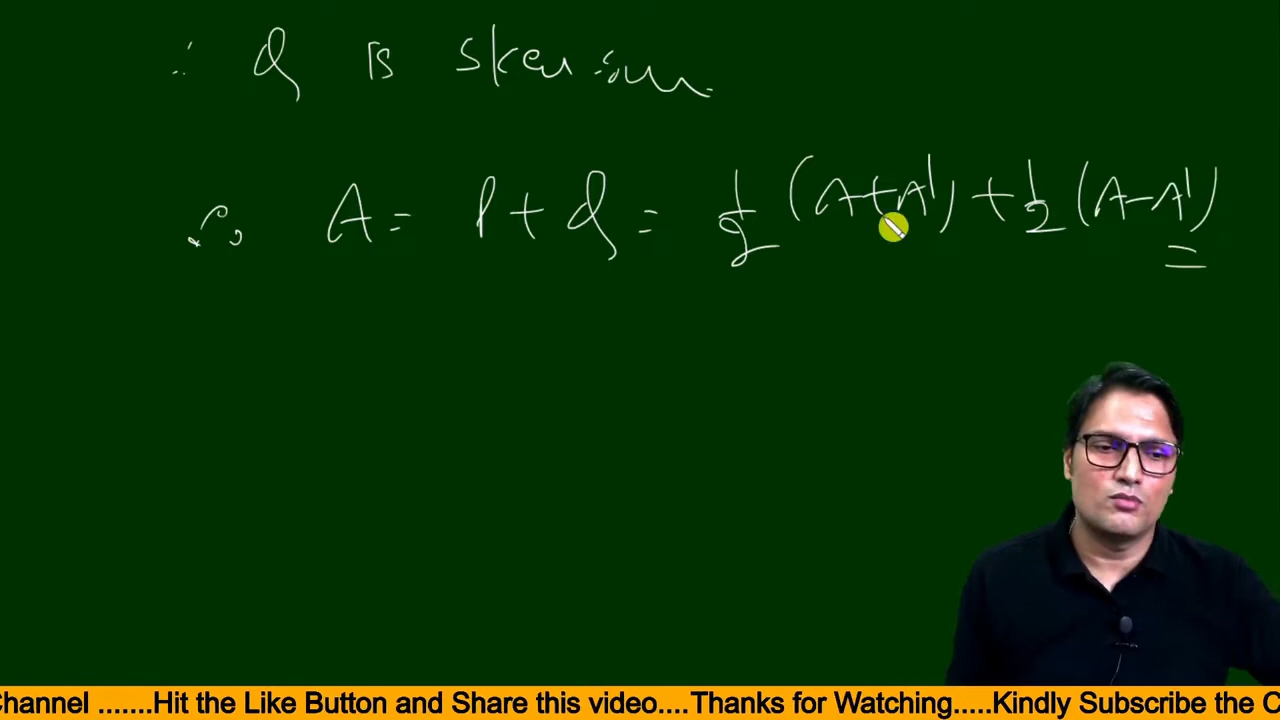 ∴ Q is skew-sym
So A = P + Q = 1/2 (A+A') + 1/2 (A-A')
Channel .......Hit the Like Button and Share this video....Thanks for Watching.....Kindly Subscribe the C